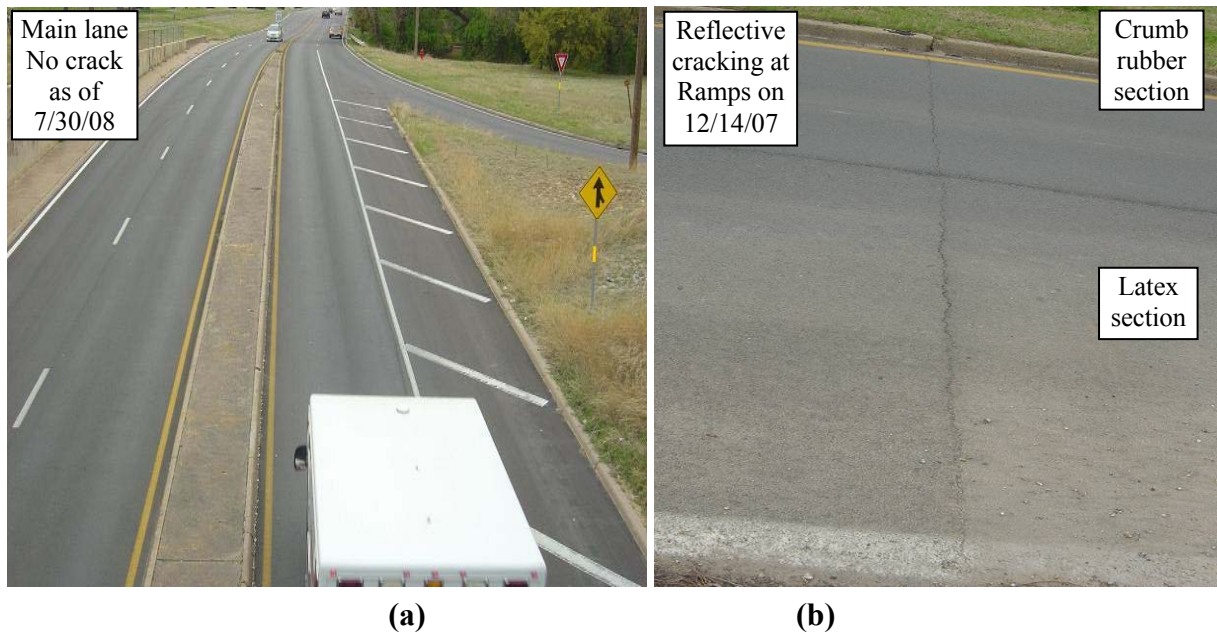 Main lane
No crack
as of
7/30/08
Reflective
cracking at
Ramps on
12/14/07
Crumb
rubber
section
Latex
section
(a)
(b)